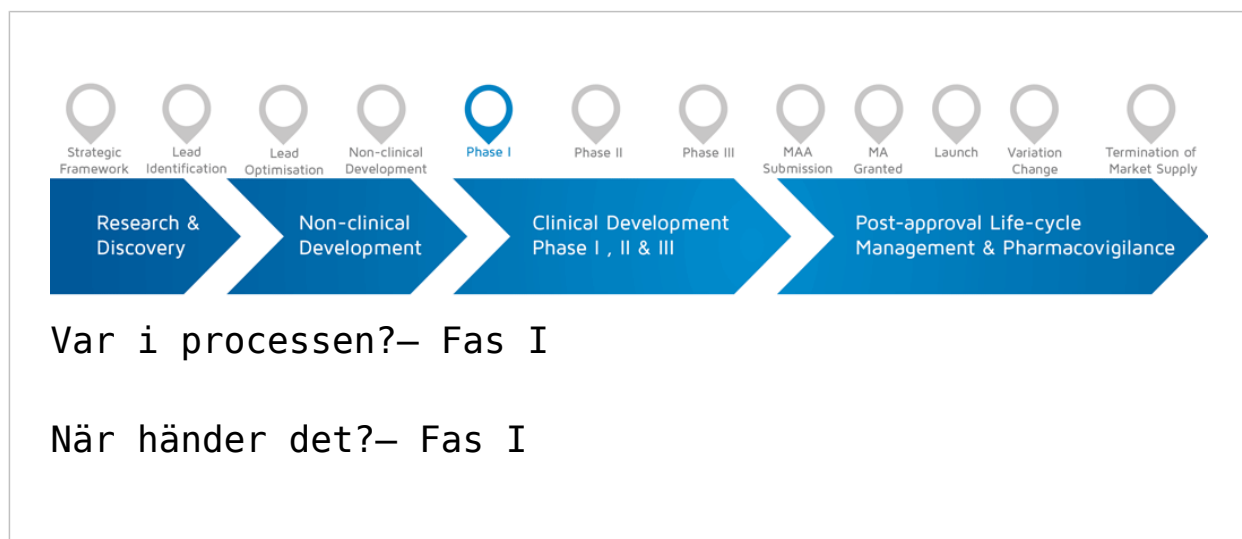 Strategic Framework
Lead Identification
Lead Optimisation
Non-clinical Development
Phase I
Phase II
Phase III
MAA Submission
MA Granted
Launch
Variation Change
Termination of Market Supply
Research &
Discovery
Non-clinical
Development
Clinical Development
Phase I , II & III
Post-approval Life-cycle
Management & Pharmacovigilance
Var i processen?— Fas I
När händer det?— Fas I